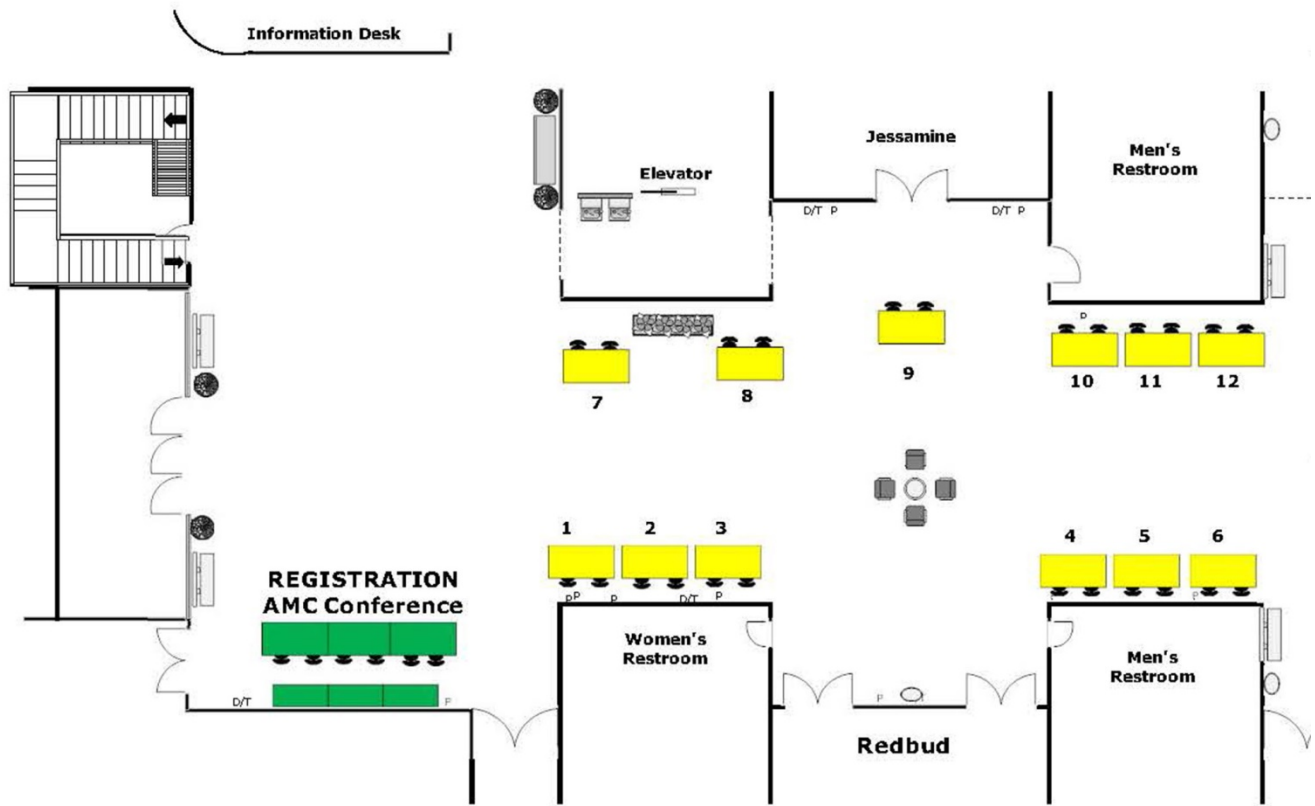 Information Desk
Jessamine
Men's
Restroom
Elevator
D/T P
D/T P
P
7
8
9
10
11
12
1
2
3
4
5
6
REGISTRATION
AMC Conference
P P
P
D/T
P
P
Women's
Restroom
Men's
Restroom
D/T
P
P
Redbud